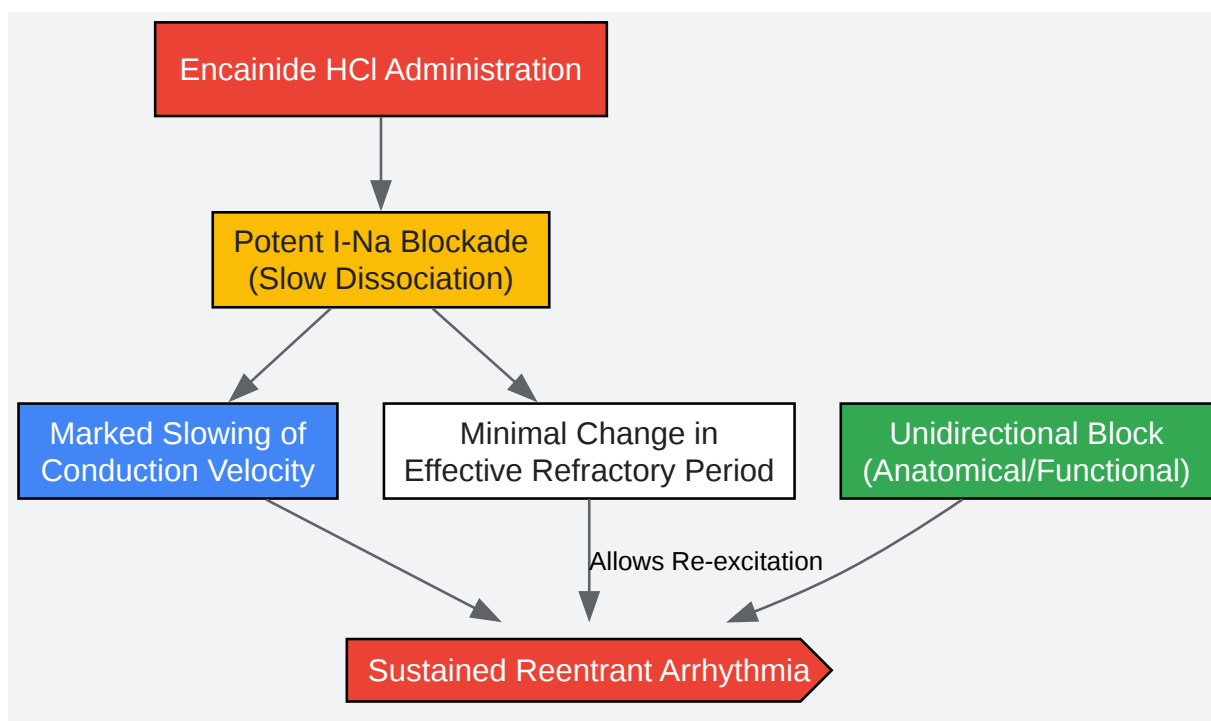 Encainide HCl Administration
Potent I-Na Blockade
(Slow Dissociation)
Marked Slowing of
Conduction Velocity
Minimal Change in
Effective Refractory Period
Unidirectional Block
(Anatomical/Functional)
Allows Re-excitation
Sustained Reentrant Arrhythmia